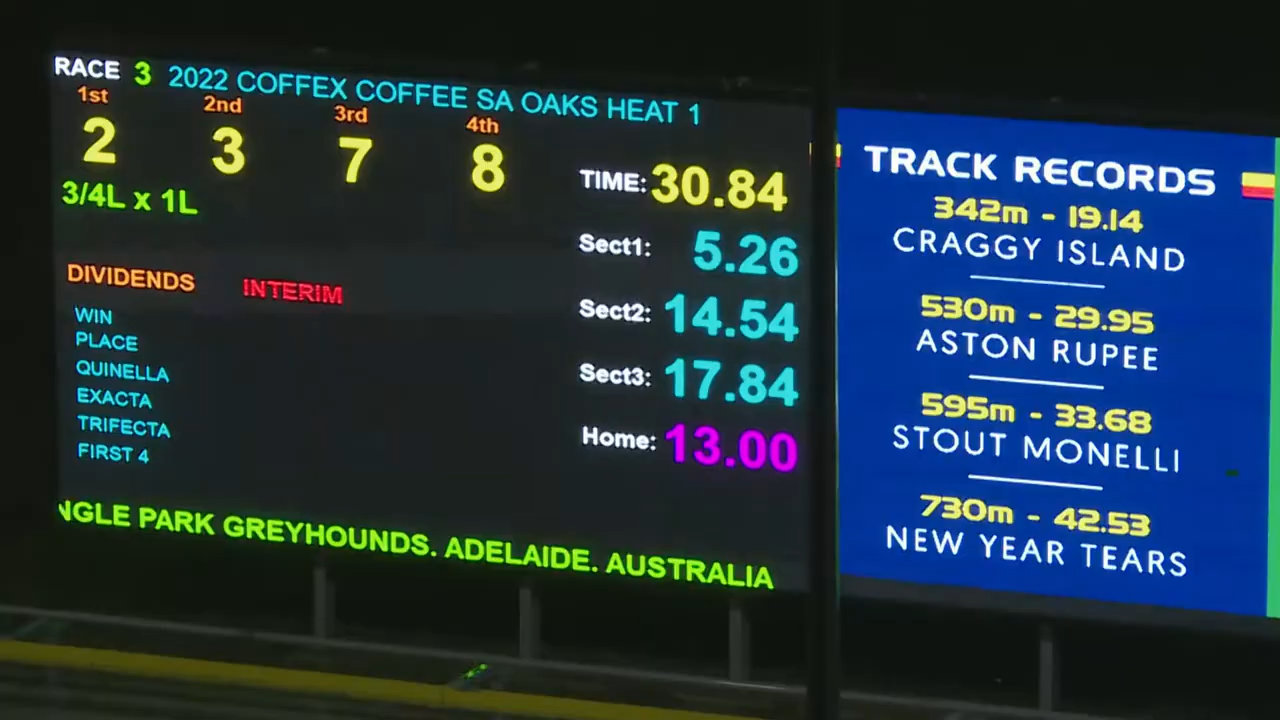 RACE 3 2022 COFFEX COFFEE SA OAKS HEAT 1
1st 2nd 3rd 4th
2 3 7 8
3/4L x 1L
TIME: 30.84
Sect1: 5.26
Sect2: 14.54
Sect3: 17.84
Home: 13.00
DIVIDENDS INTERIM
WIN
PLACE
QUINELLA
EXACTA
TRIFECTA
FIRST 4
NGLE PARK GREYHOUNDS. ADELAIDE. AUSTRALIA
TRACK RECORDS
342m - 19.14
CRAGGY ISLAND
530m - 29.95
ASTON RUPEE
595m - 33.68
STOUT MONELLI
730m - 42.53
NEW YEAR TEARS